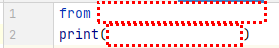 1 from
2 print( )